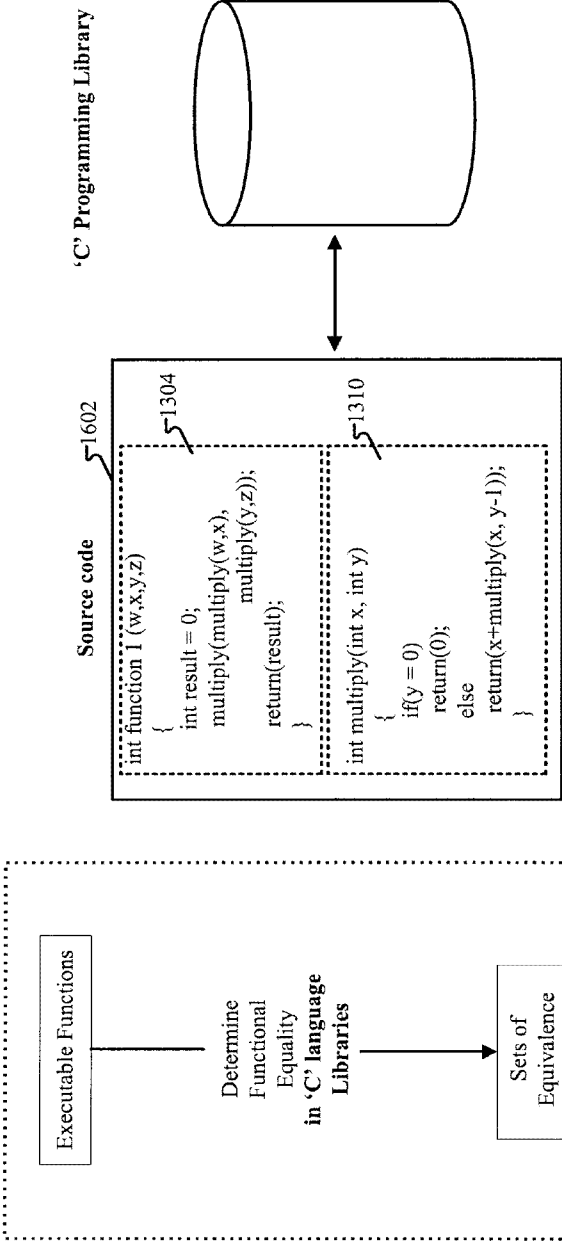 Executable Functions
Determine
Functional
Equality
in ‘C’ language
Libraries
Sets of
Equivalence
Source code
1602
int function 1 (w,x,y,z)
{
int result = 0;
multiply(multiply(w,x),
multiply(y,z));
return(result);
}
1304
int multiply(int x, int y)
{
if(y = 0)
return(0);
else
return(x+multiply(x, y-1));
}
1310
‘C’ Programming Library